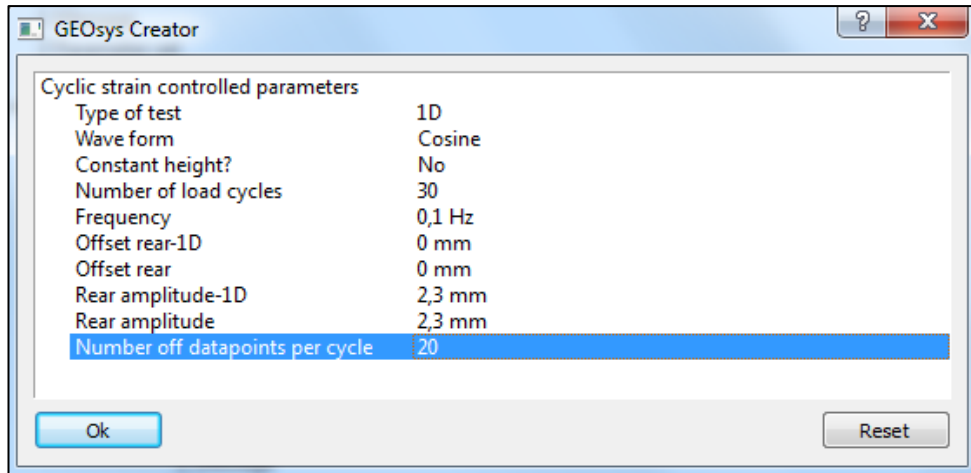 GEOsys Creator
Cyclic strain controlled parameters
Type of test 1D
Wave form Cosine
Constant height? No
Number of load cycles 30
Frequency 0,1 Hz
Offset rear-1D 0 mm
Offset rear 0 mm
Rear amplitude-1D 2,3 mm
Rear amplitude 2,3 mm
Number off datapoints per cycle 20
Ok Reset